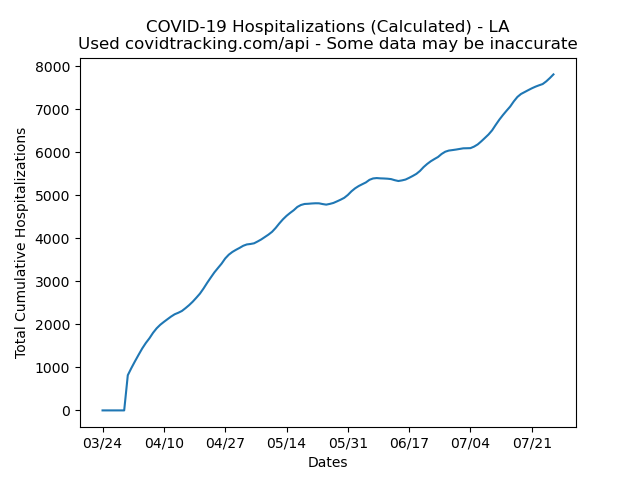 COVID-19 Hospitalizations (Calculated) - LA
Used covidtracking.com/api - Some data may be inaccurate
Total Cumulative Hospitalizations
8000
7000
6000
5000
4000
3000
2000
1000
0
03/24 04/10 04/27 05/14 05/31 06/17 07/04 07/21
Dates